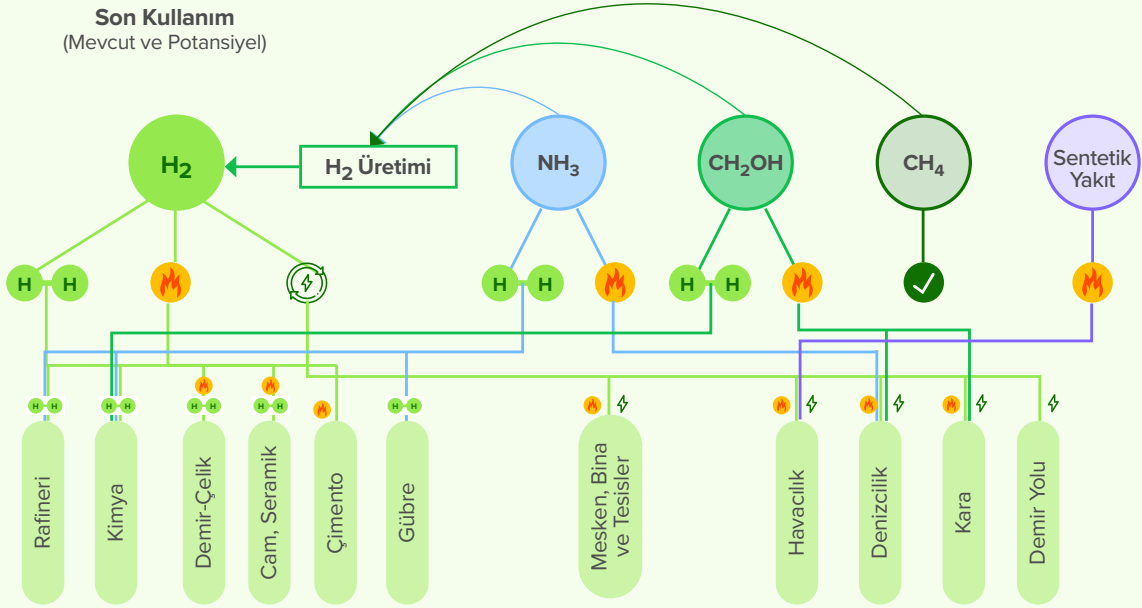 Son Kullanım
(Mevcut ve Potansiyel)
H2
H2 Üretimi
NH3
CH2OH
CH4
Sentetik
Yakıt
H H
H H
H H
H H
H H
H H
H H
H H
Rafineri
Kimya
Demir-Çelik
Cam, Seramik
Çimento
Gübre
Mesken, Bina
ve Tesisler
Havacılık
Denizcilik
Kara
Demir Yolu